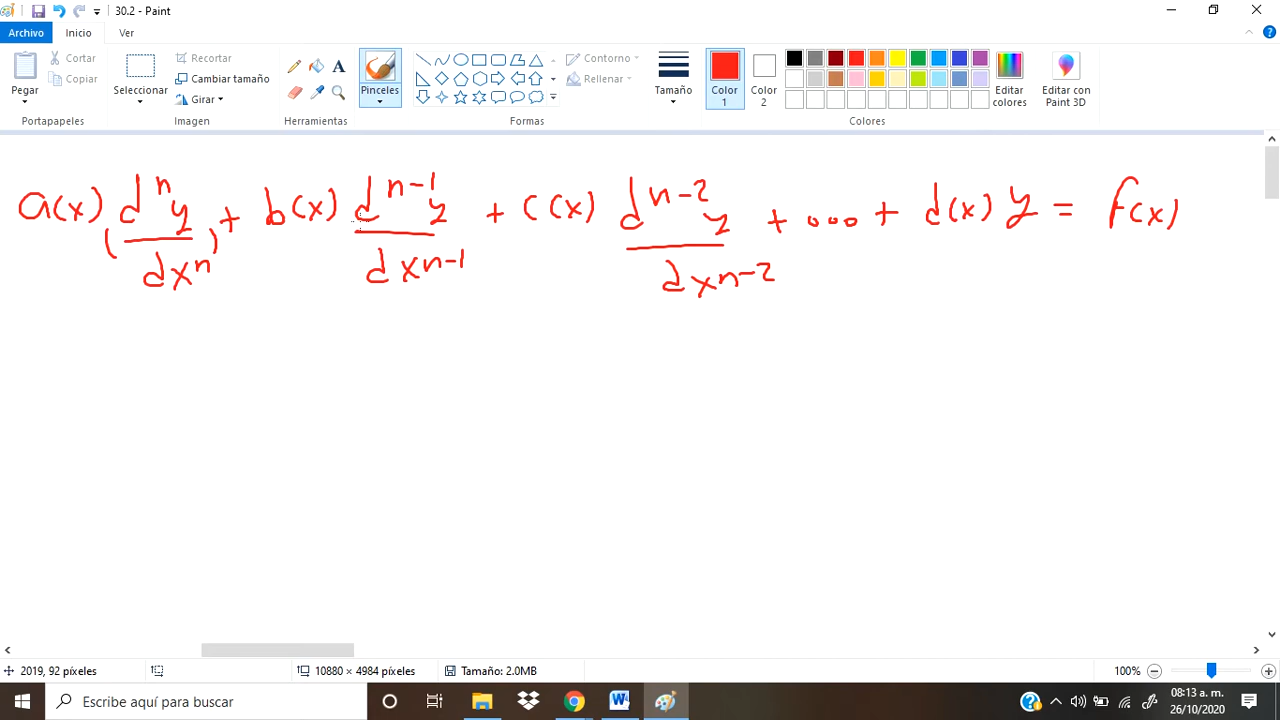 30.2 - Paint
Archivo Inicio Ver
Pegar Cortar Copiar Seleccionar Recortar Cambiar tamaño Girar A Pinceles Contorno Rellenar Tamaño Color 1 Color 2 Editar colores Editar con Paint 3D
Portapapeles Imagen Herramientas Formas Colores
a(x) (dⁿy/dxⁿ) + b(x) dⁿ⁻¹y/dxⁿ⁻¹ + c(x) dⁿ⁻²y/dxⁿ⁻² + ooo + d(x) y = f(x)
2019, 92 píxeles 10880 × 4984 píxeles Tamaño: 2.0MB 100%
Escribe aquí para buscar 08:13 a. m.
26/10/2020